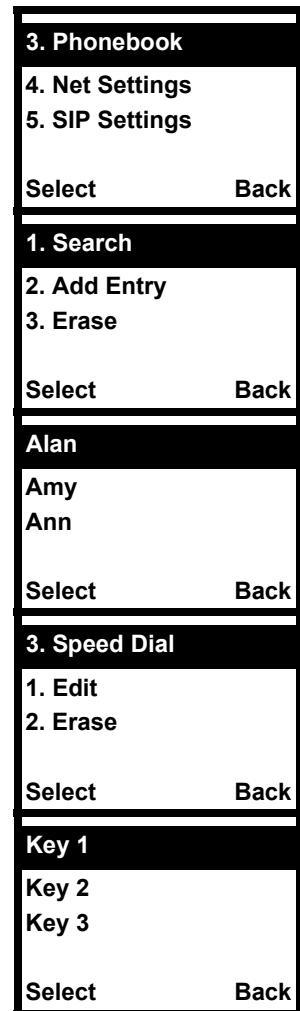 3. Phonebook
4. Net Settings
5. SIP Settings
Select Back
1. Search
2. Add Entry
3. Erase
Select Back
Alan
Amy
Ann
Select Back
3. Speed Dial
1. Edit
2. Erase
Select Back
Key 1
Key 2
Key 3
Select Back